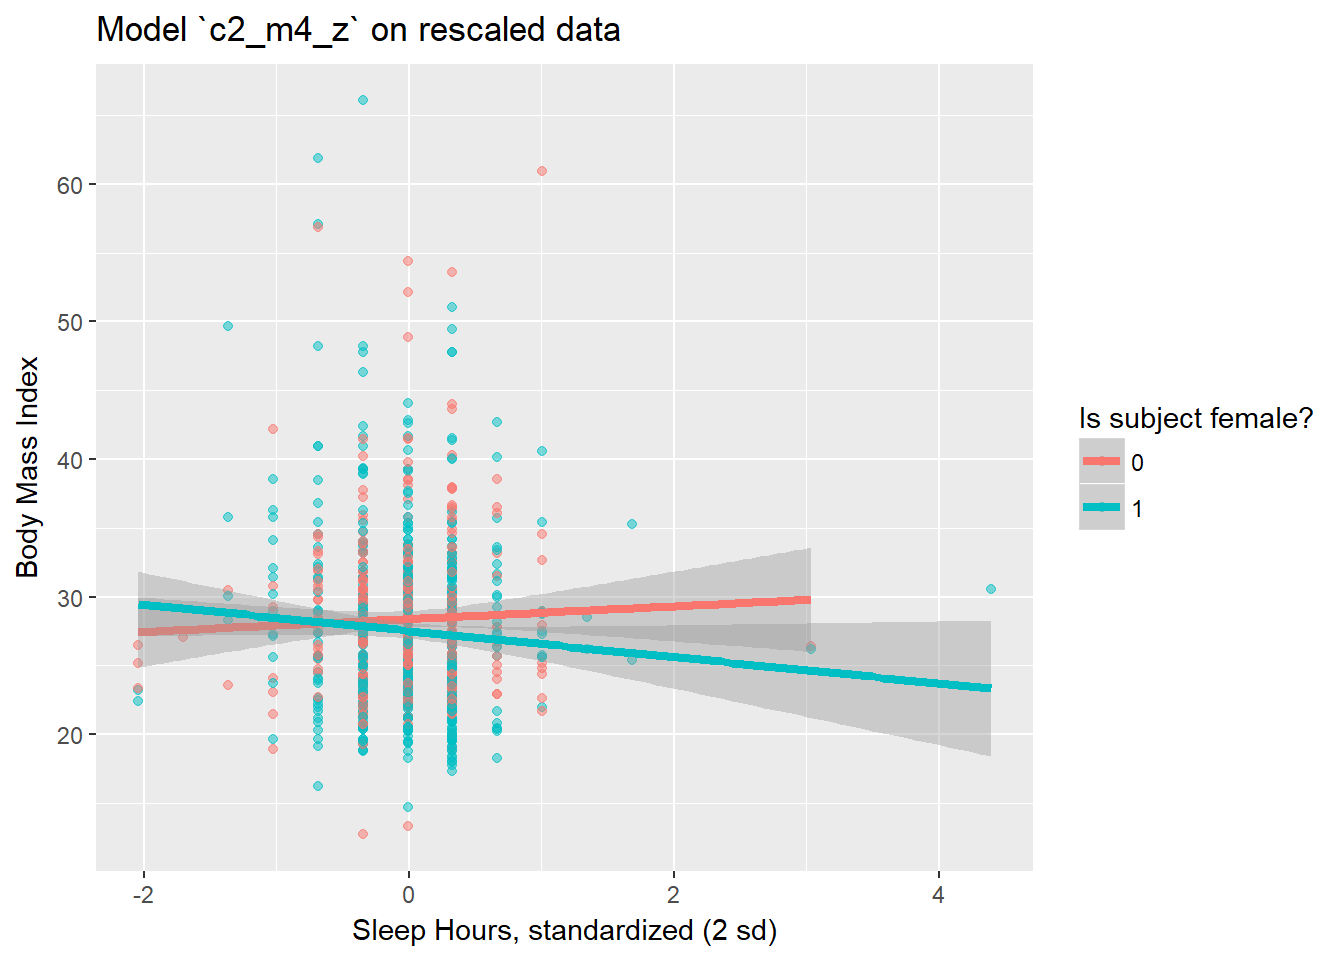 Model `c2_m4_z` on rescaled data
Body Mass Index
60
50
40
30
20
-2
0
2
4
Sleep Hours, standardized (2 sd)
Is subject female?
0
1